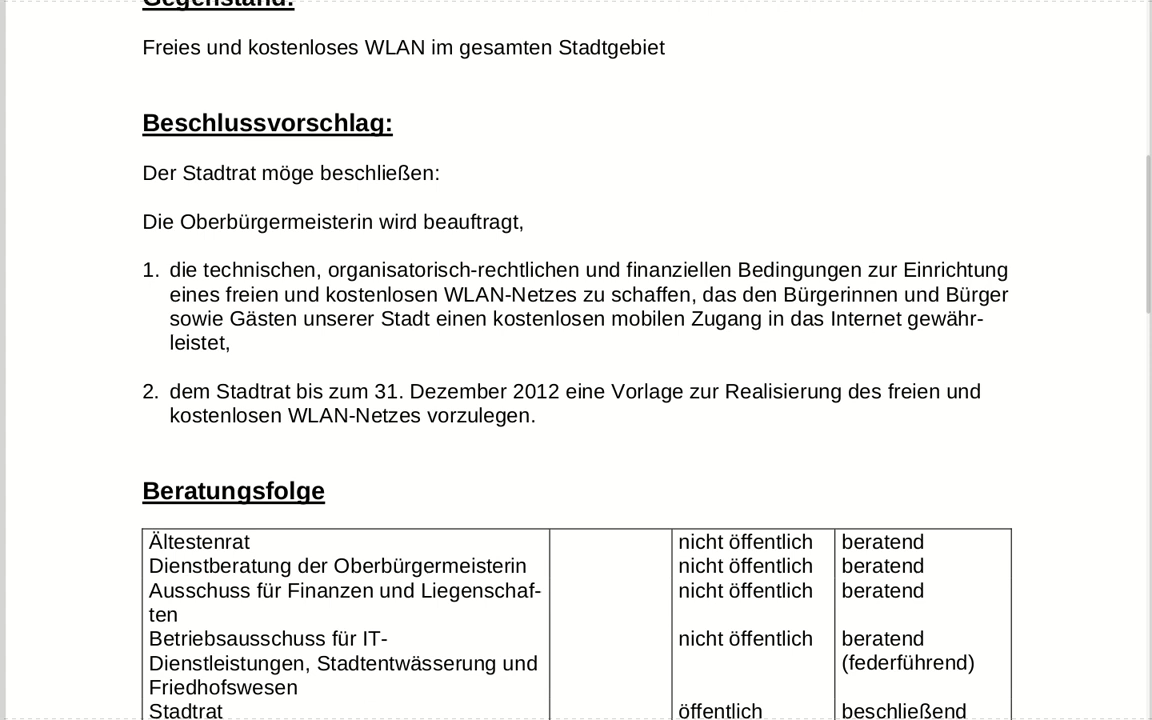 Gegenstand:
Freies und kostenloses WLAN im gesamten Stadtgebiet
Beschlussvorschlag:
Der Stadtrat möge beschließen:
Die Oberbürgermeisterin wird beauftragt,
1. die technischen, organisatorisch-rechtlichen und finanziellen Bedingungen zur Einrichtung
eines freien und kostenlosen WLAN-Netzes zu schaffen, das den Bürgerinnen und Bürger
sowie Gästen unserer Stadt einen kostenlosen mobilen Zugang in das Internet gewähr-
leistet,
2. dem Stadtrat bis zum 31. Dezember 2012 eine Vorlage zur Realisierung des freien und
kostenlosen WLAN-Netzes vorzulegen.
Beratungsfolge
Ältestenrat nicht öffentlich beratend
Dienstberatung der Oberbürgermeisterin nicht öffentlich beratend
Ausschuss für Finanzen und Liegenschaf- nicht öffentlich beratend
ten
Betriebsausschuss für IT- nicht öffentlich beratend
Dienstleistungen, Stadtentwässerung und (federführend)
Friedhofswesen
Stadtrat öffentlich beschließend